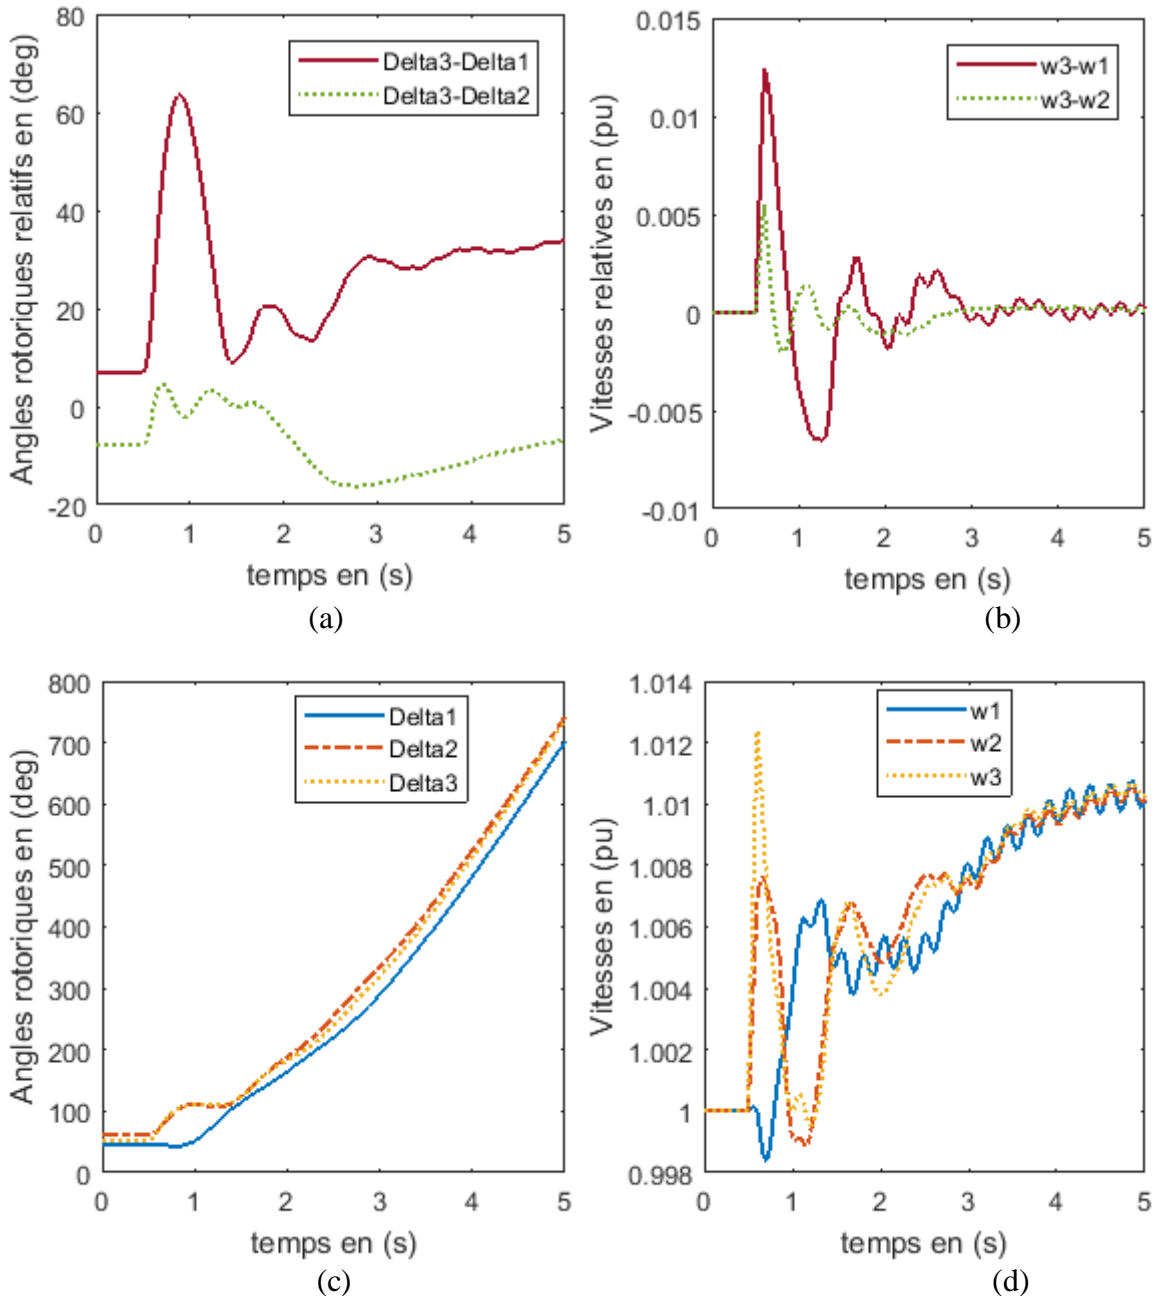 Angles rotoriques relatifs en (deg)
80
60
40
20
0
-20
Delta3-Delta1
Delta3-Delta2
0 1 2 3 4 5
temps en (s)
(a)
Vitesses relatives en (pu)
0.015
0.01
0.005
0
-0.005
-0.01
w3-w1
w3-w2
0 1 2 3 4 5
temps en (s)
(b)
Angles rotoriques en (deg)
800
700
600
500
400
300
200
100
0
Delta1
Delta2
Delta3
0 1 2 3 4 5
temps en (s)
(c)
Vitesses en (pu)
1.014
1.012
1.01
1.008
1.006
1.004
1.002
1
0.998
w1
w2
w3
0 1 2 3 4 5
temps en (s)
(d)